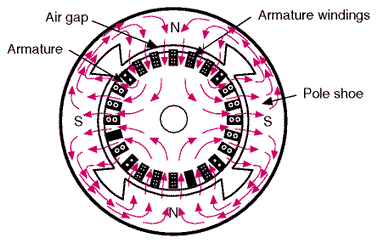 Air gap
N
Armature windings
Armature
Pole shoe
S
S
N